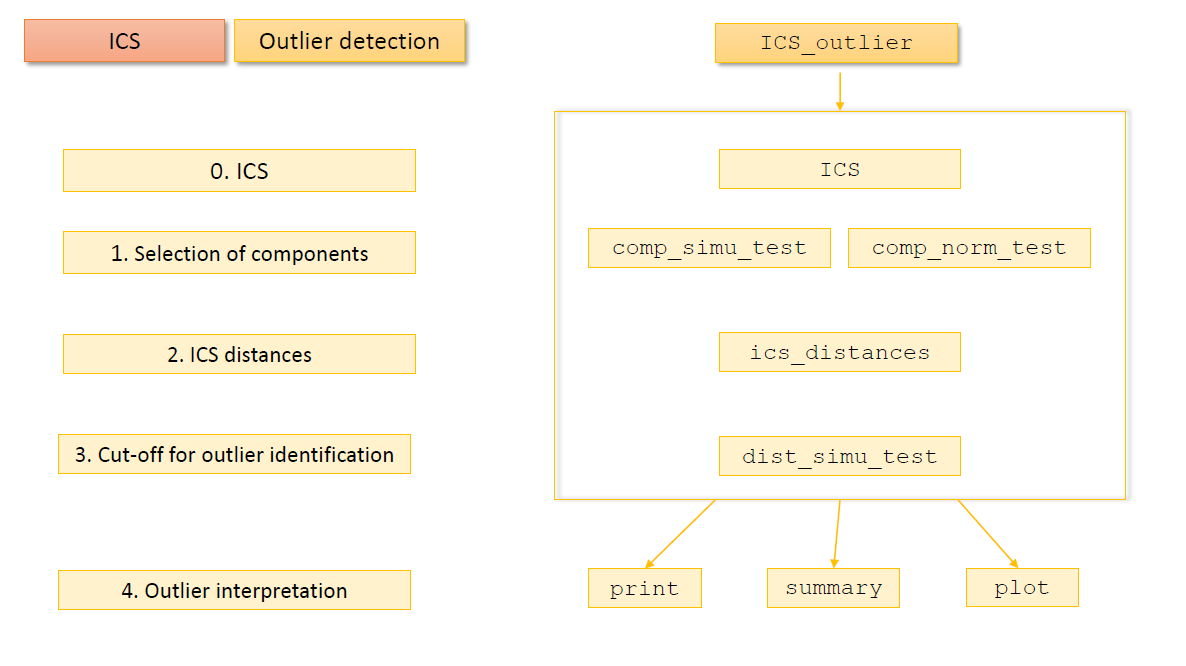 ICS
Outlier detection
ICS_outlier
0. ICS
ICS
1. Selection of components
comp_simu_test
comp_norm_test
2. ICS distances
ics_distances
3. Cut-off for outlier identification
dist_simu_test
4. Outlier interpretation
print
summary
plot